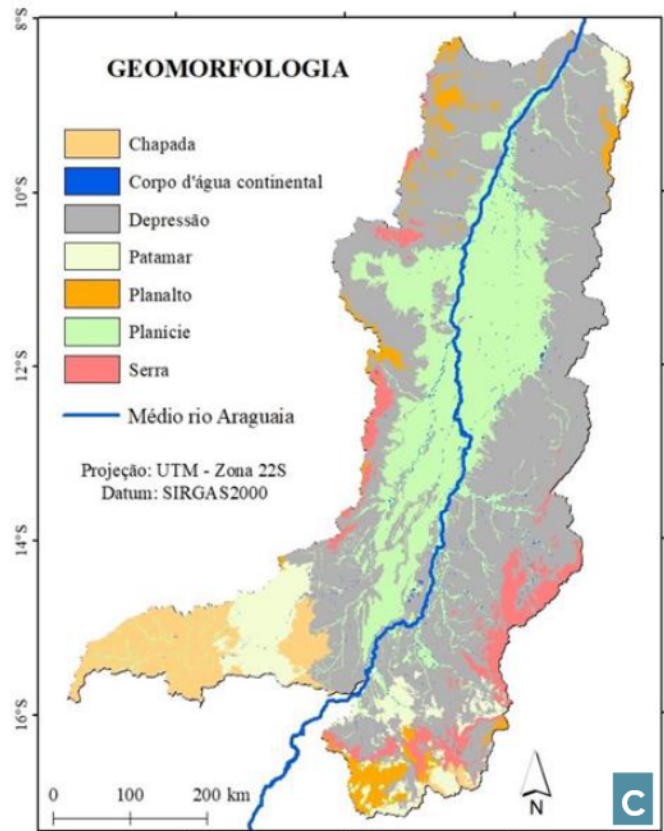 8°S
GEOMORFOLOGIA
Chapada
Corpo d'água continental
Depressão
Patamar
Planalto
Planicie
Serra
Médio rio Araguaia
Projeção: UTM - Zona 22S
Datum: SIRGAS2000
10°S
12°S
14°S
16°S
0 100 200 km
N
C